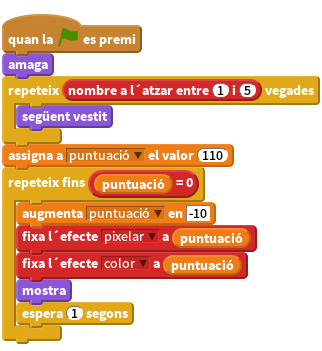 quan la es premi
amaga
repeteix nombre a l´atzar entre 1 i 5 vegades
següent vestit
assigna a puntuació el valor 110
repeteix fins puntuació = 0
augmenta puntuació en -10
fixa l´efecte pixelar a puntuació
fixa l´efecte color a puntuació
mostra
espera 1 segons